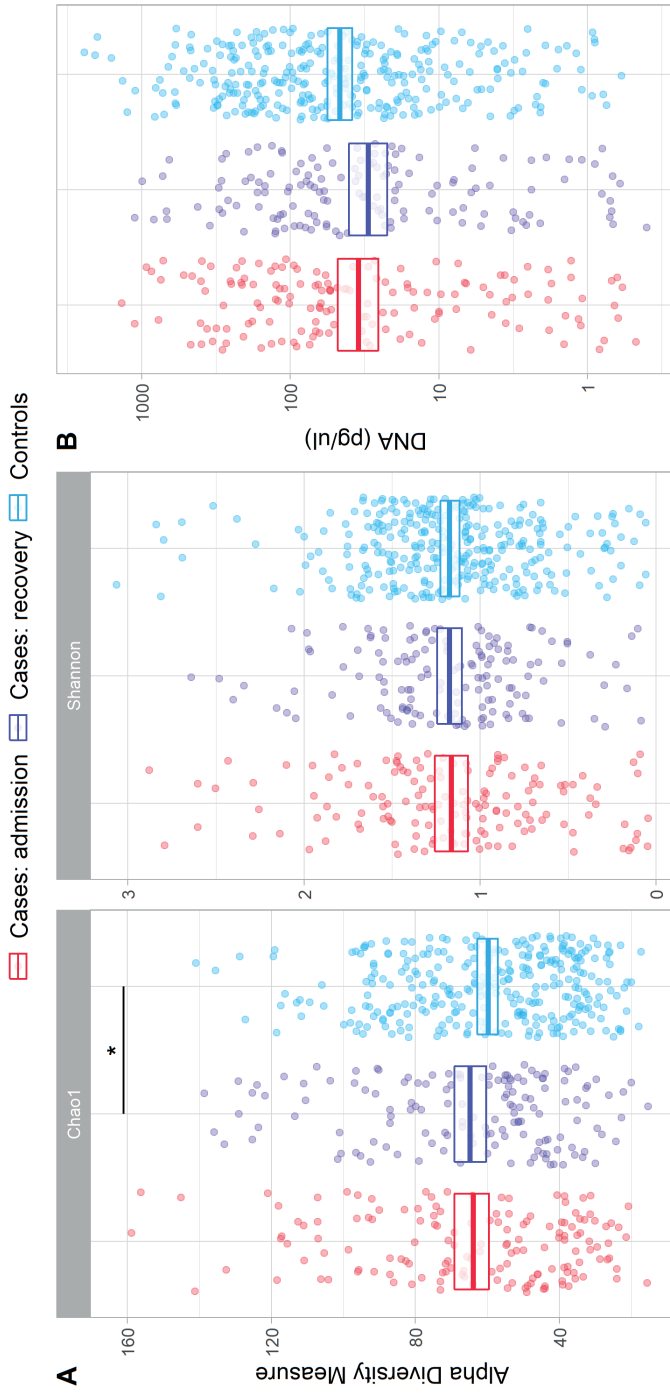 Cases: admission Cases: recovery Controls
A
Chao1
Shannon
Alpha Diversity Measure
160
120
80
40
*
3
2
1
0
B
DNA (pg/ul)
1000
100
10
1